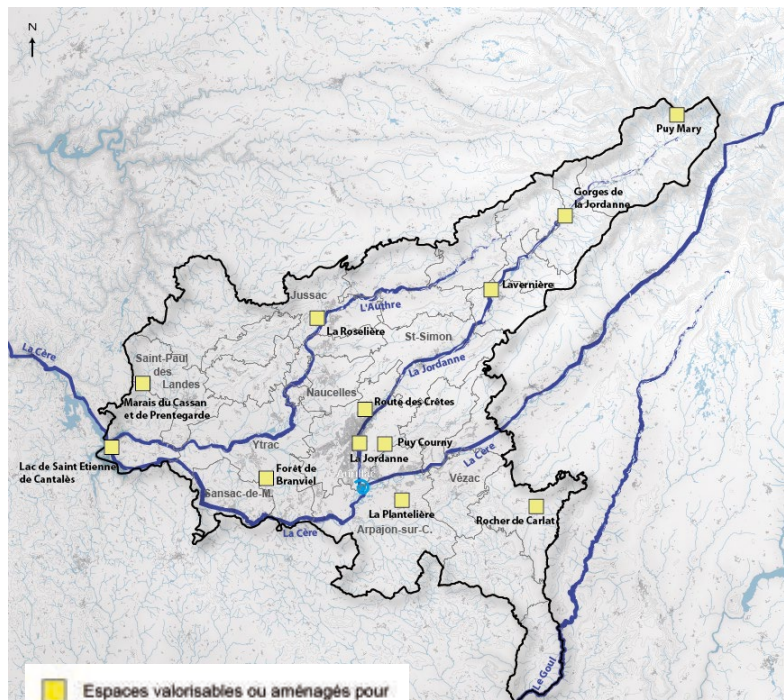 N
Puy Mary
Gorges de
la Jordanne
Lavernière
Jussac
L'Authre
La Roselière
St-Simon
La Jordanne
La Cère
Saint-Paul
des
Landes
Marais du Cassan
et de Prentegarde
Naucelles
Route des Crêtes
Ytrac
Puy Courny
La Jordanne
La Cère
Lac de Saint Etienne
de Cantalès
Forêt de
Branviel
Sansac-de-M.
Vézac
La Plantelière
Rocher de Carlat
La Cère
Arpajon-sur-C.
Le Goul
Espaces valorisables ou aménagés pour